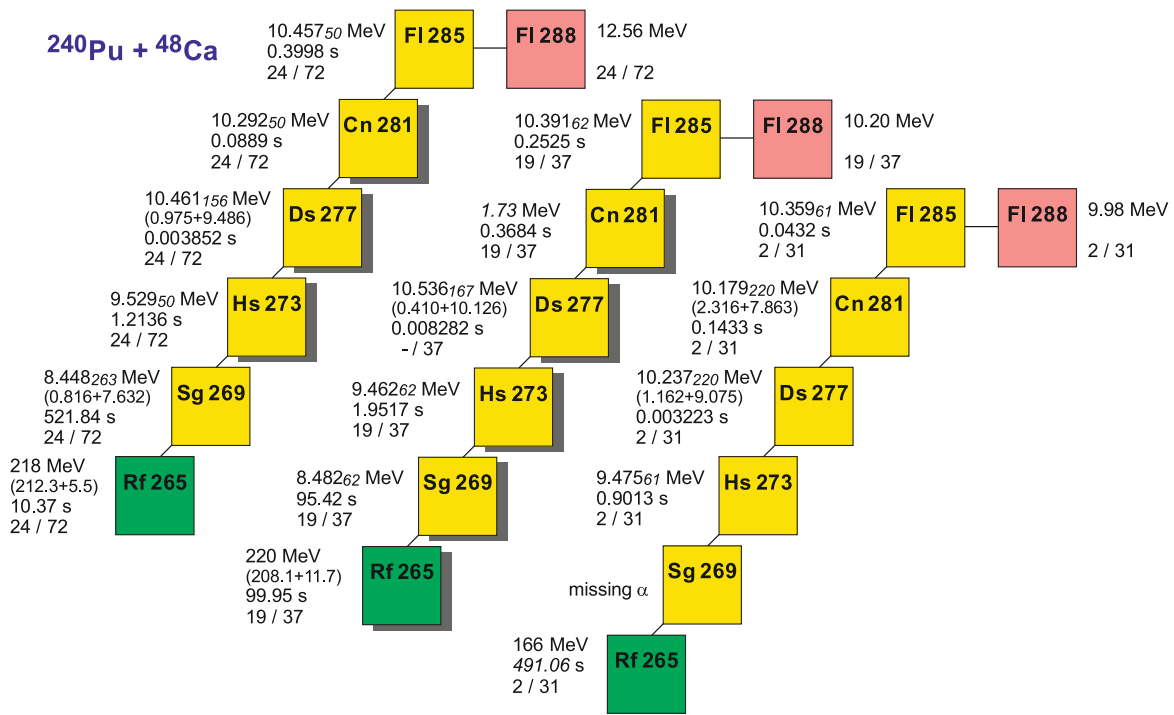 ²⁴⁰Pu + ⁴⁸Ca
10.457₅₀ MeV
0.3998 s
24 / 72
Fl 285
Fl 288
12.56 MeV
24 / 72
10.292₅₀ MeV
0.0889 s
24 / 72
Cn 281
10.461₁₅₆ MeV
(0.975+9.486)
0.003852 s
24 / 72
Ds 277
9.529₅₀ MeV
1.2136 s
24 / 72
Hs 273
8.448₂₆₃ MeV
(0.816+7.632)
521.84 s
24 / 72
Sg 269
218 MeV
(212.3+5.5)
10.37 s
24 / 72
Rf 265
10.391₆₂ MeV
0.2525 s
19 / 37
Fl 285
Fl 288
10.20 MeV
19 / 37
1.73 MeV
0.3684 s
19 / 37
Cn 281
10.536₁₆₇ MeV
(0.410+10.126)
0.008282 s
- / 37
Ds 277
9.462₆₂ MeV
1.9517 s
19 / 37
Hs 273
8.482₆₂ MeV
95.42 s
19 / 37
Sg 269
220 MeV
(208.1+11.7)
99.95 s
19 / 37
Rf 265
10.359₆₁ MeV
0.0432 s
2 / 31
Fl 285
Fl 288
9.98 MeV
2 / 31
10.179₂₂₀ MeV
(2.316+7.863)
0.1433 s
2 / 31
Cn 281
10.237₂₂₀ MeV
(1.162+9.075)
0.003223 s
2 / 31
Ds 277
9.475₆₁ MeV
0.9013 s
2 / 31
Hs 273
missing α
Sg 269
166 MeV
491.06 s
2 / 31
Rf 265